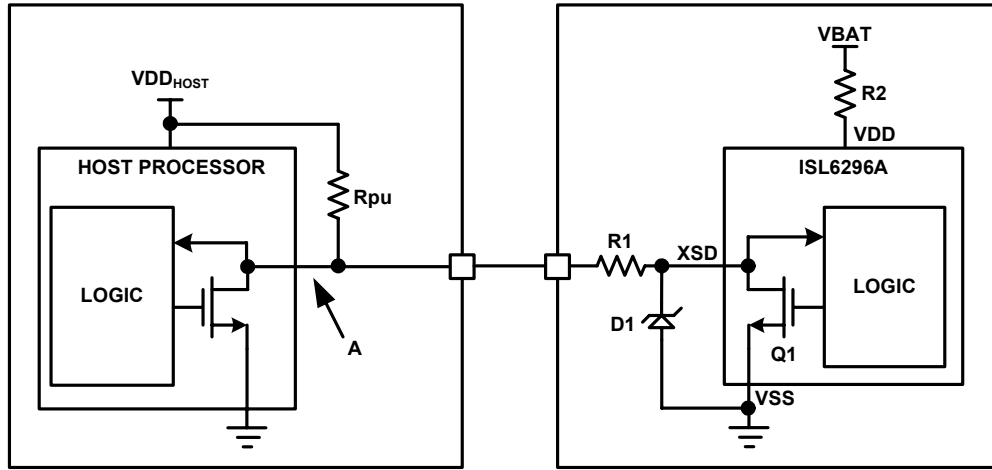 VDDHOST
HOST PROCESSOR
Rpu
LOGIC
A
VBAT
R2
VDD
ISL6296A
R1
XSD
LOGIC
D1
Q1
VSS